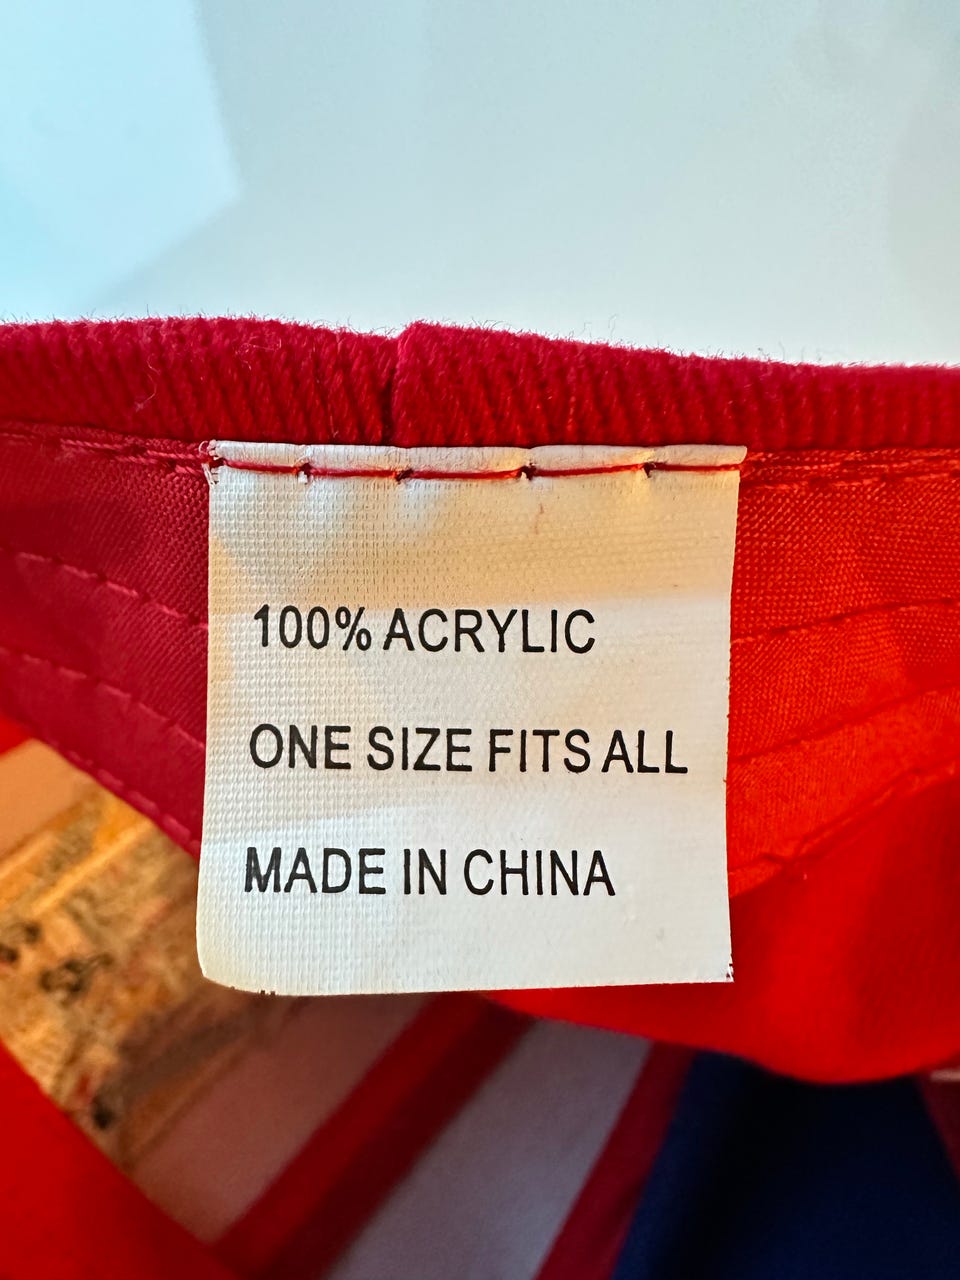 100% ACRYLIC
ONE SIZE FITS ALL
MADE IN CHINA